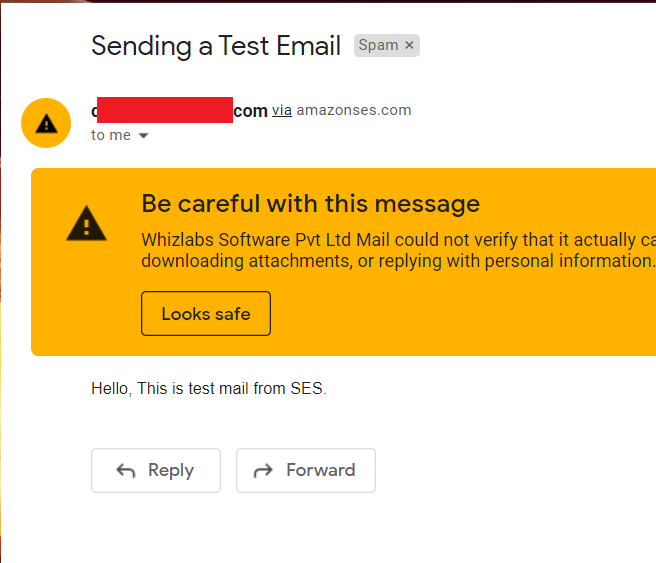 Sending a Test Email Spam ×
com via amazonses.com
to me
Be careful with this message
Whizlabs Software Pvt Ltd Mail could not verify that it actually ca
downloading attachments, or replying with personal information.
Looks safe
Hello, This is test mail from SES.
Reply Forward